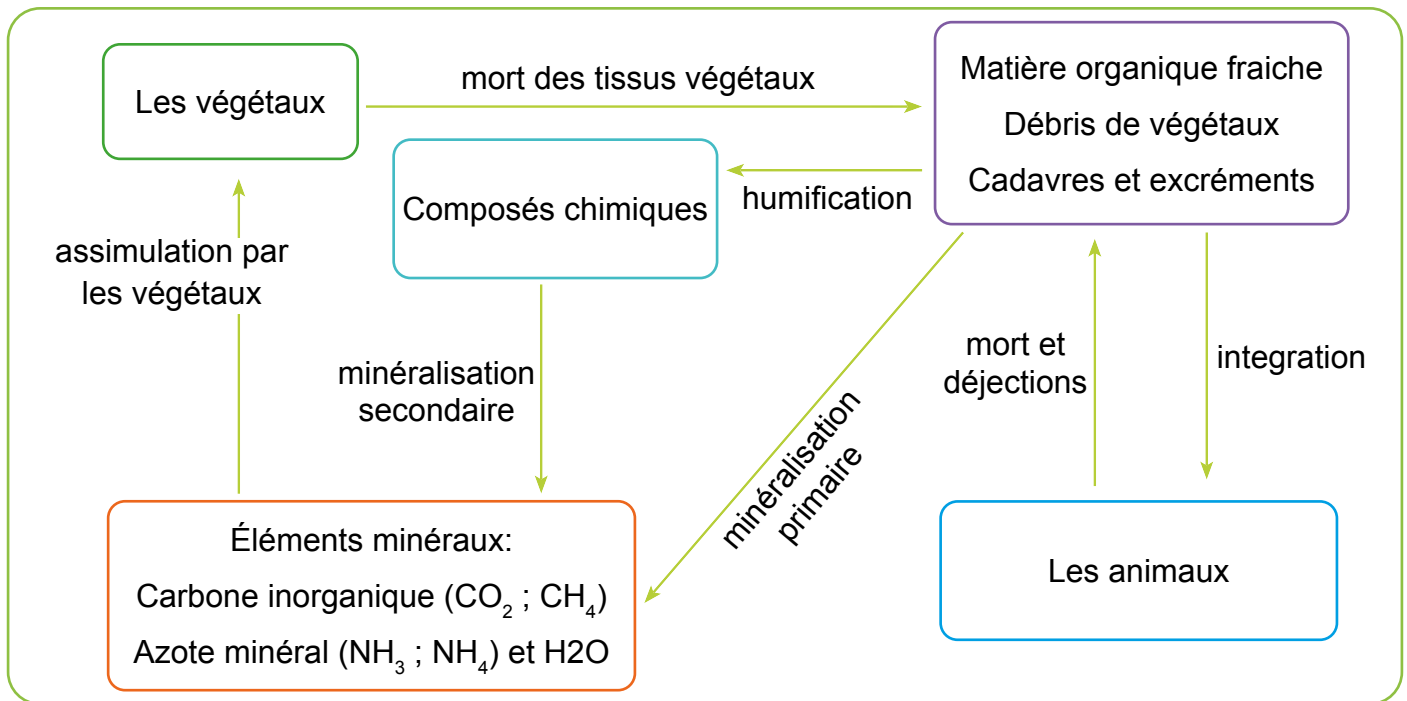 Les végétaux
mort des tissus végétaux
Matière organique fraiche
Débris de végétaux
Cadavres et excréments
Composés chimiques
humification
assimulation par
les végétaux
minéralisation
secondaire
minéralisation
primaire
mort et
déjections
integration
Éléments minéraux:
Carbone inorganique (CO₂ ; CH₄)
Azote minéral (NH₃ ; NH₄) et H2O
Les animaux